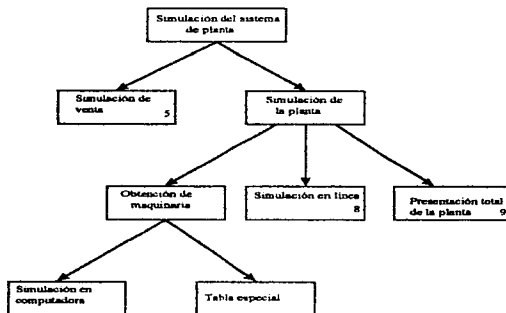 Simulación del sistema
de planta
Simulación de
venta 5
Simulación de
la planta
Obtención de
maquinaria
Simulación en línea
8
Presentación total
de la planta 9
Simulación en
computadora
Tabla especial